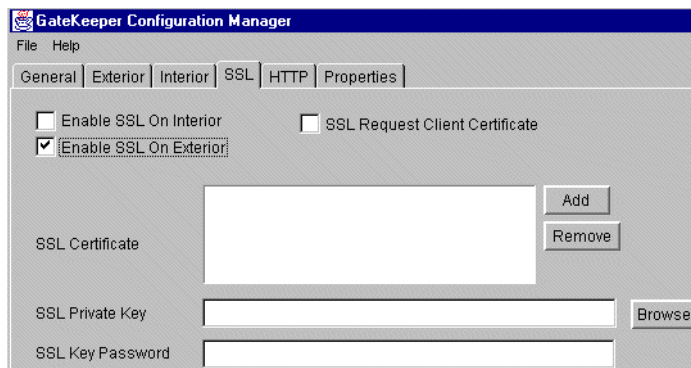 GateKeeper Configuration Manager
File Help
General Exterior Interior SSL HTTP Properties
Enable SSL On Interior SSL Request Client Certificate
Enable SSL On Exterior
Add
SSL Certificate Remove
SSL Private Key Browse
SSL Key Password